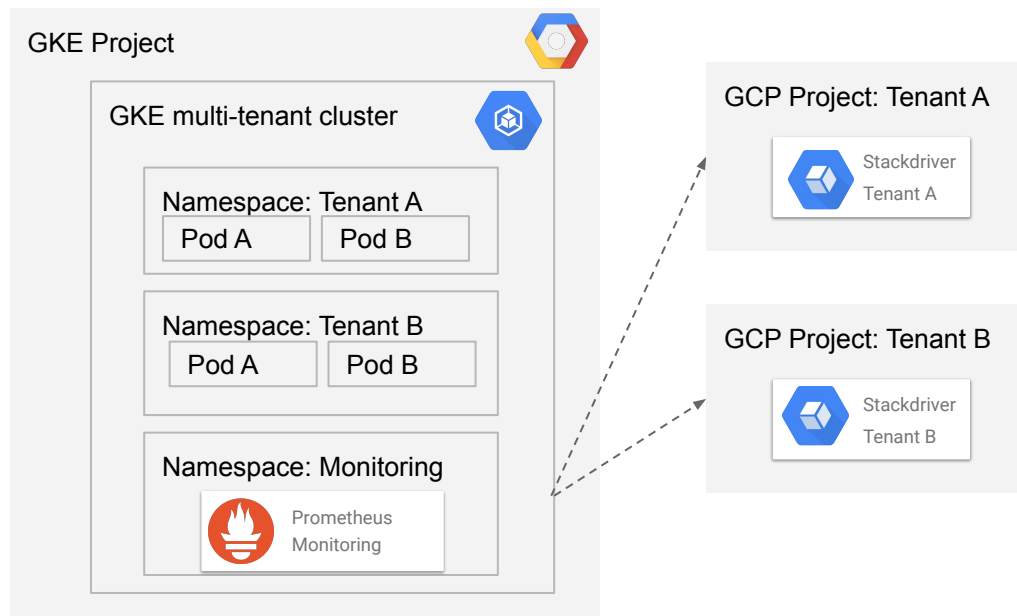 GKE Project
GKE multi-tenant cluster
Namespace: Tenant A
Pod A
Pod B
Namespace: Tenant B
Pod A
Pod B
Namespace: Monitoring
Prometheus
Monitoring
GCP Project: Tenant A
Stackdriver
Tenant A
GCP Project: Tenant B
Stackdriver
Tenant B